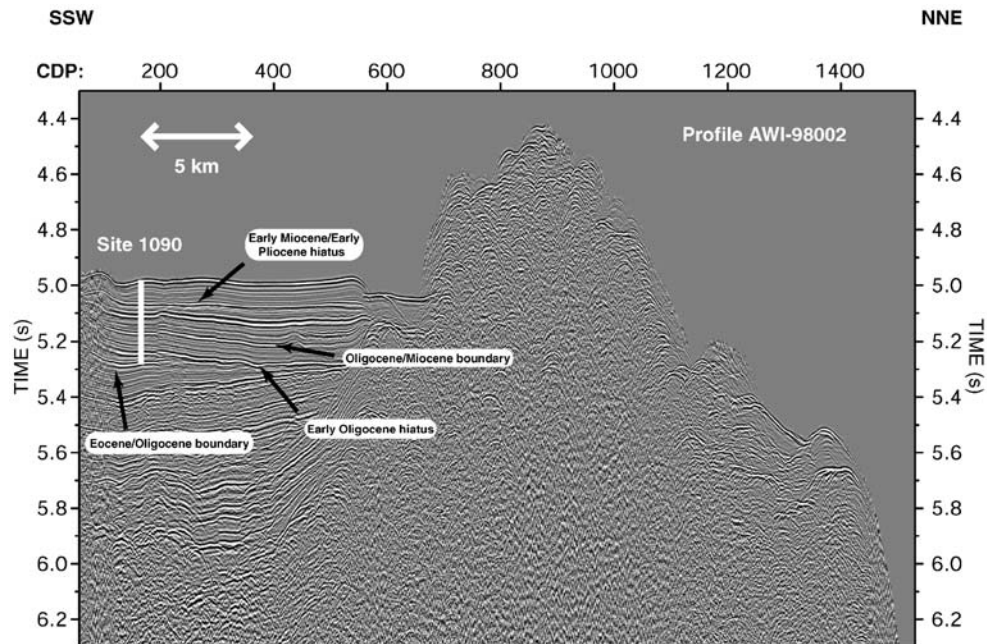 SSW
NNE
CDP: 200 400 600 800 1000 1200 1400
4.4
4.6
4.8
5.0
5.2
5.4
5.6
5.8
6.0
6.2
TIME (s)
5 km
Profile AWI-98002
Site 1090
Early Miocene/Early
Pliocene hiatus
Oligocene/Miocene boundary
Early Oligocene hiatus
Eocene/Oligocene boundary
4.4
4.6
4.8
5.0
5.2
5.4
5.6
5.8
6.0
6.2
TIME (s)